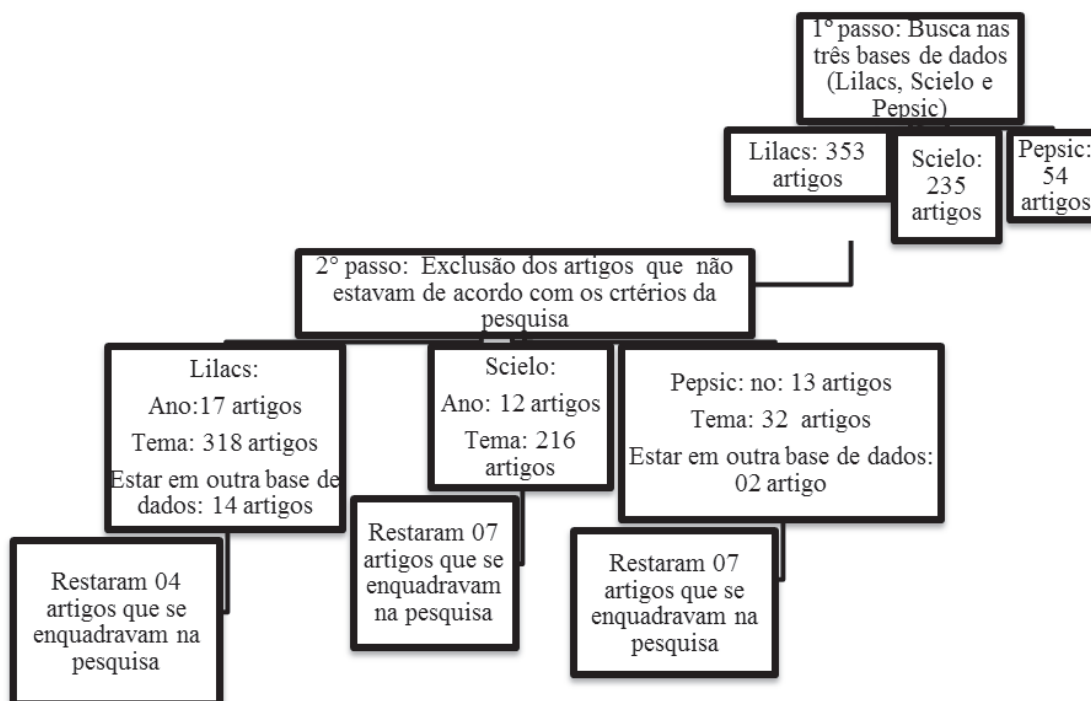 1º passo: Busca nas
três bases de dados
(Lilacs, Scielo e
Pepsic)
Lilacs: 353
artigos
Scielo:
235
artigos
Pepsic:
54
artigos
2° passo: Exclusão dos artigos que não
estavam de acordo com os crtérios da
pesquisa
Lilacs:
Ano:17 artigos
Tema: 318 artigos
Estar em outra base de
dados: 14 artigos
Scielo:
Ano: 12 artigos
Tema: 216
artigos
Pepsic: no: 13 artigos
Tema: 32 artigos
Estar em outra base de dados:
02 artigo
Restaram 04
artigos que se
enquadravam na
pesquisa
Restaram 07
artigos que se
enquadravam
na pesquisa
Restaram 07
artigos que se
enquadravam na
pesquisa